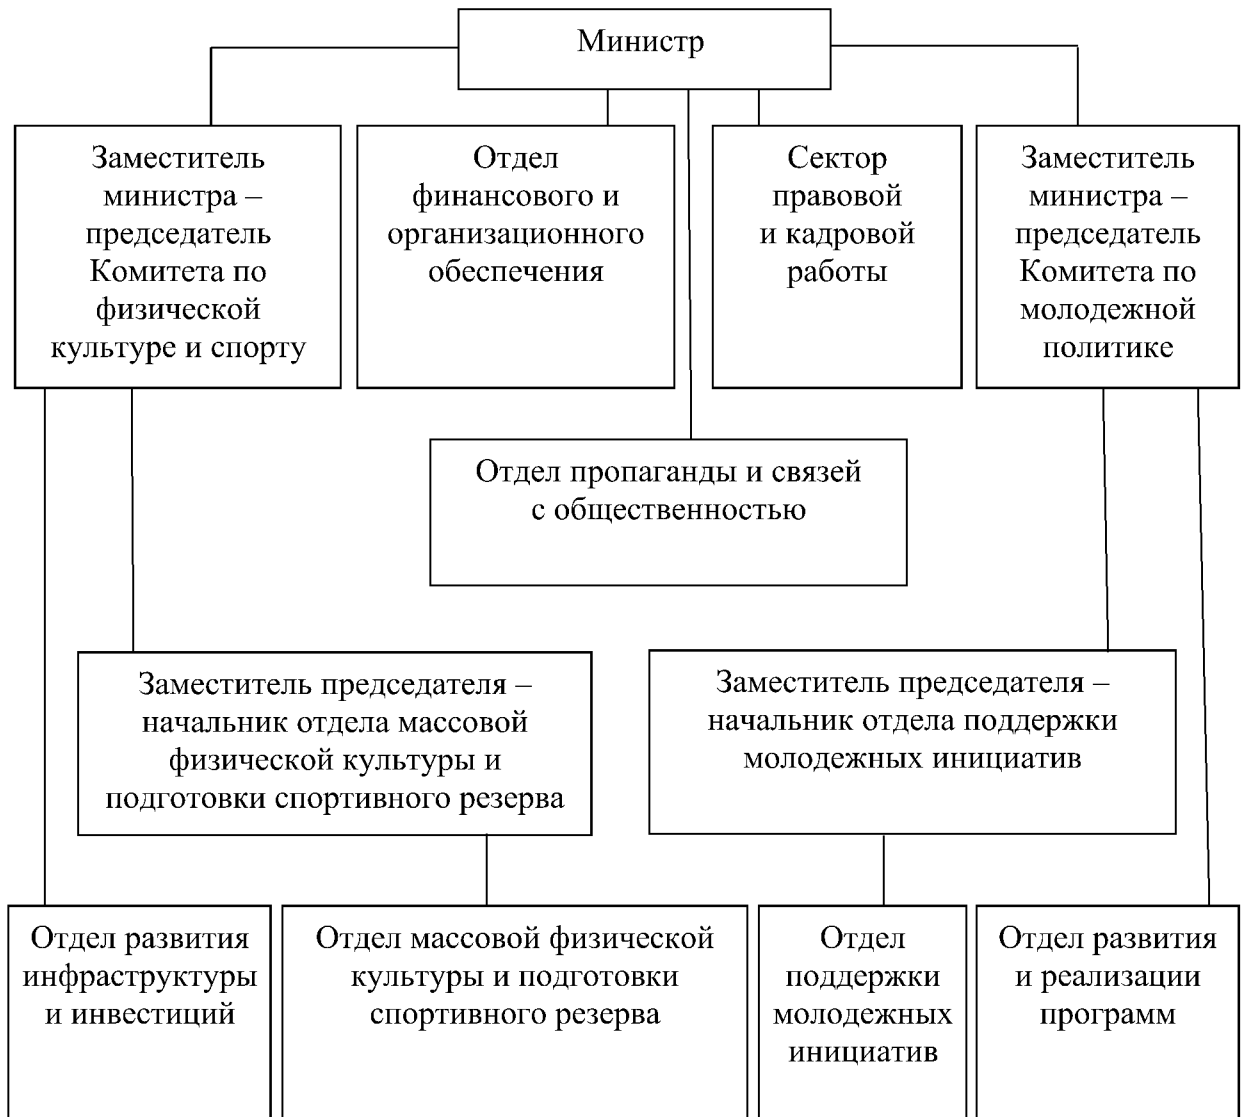 Министр
Заместитель
министра –
председатель
Комитета по
физической
культуре и спорту
Отдел
финансового и
организационного
обеспечения
Сектор
правовой
и кадровой
работы
Заместитель
министра –
председатель
Комитета по
молодежной
политике
Отдел пропаганды и связей
с общественностью
Заместитель председателя –
начальник отдела массовой
физической культуры и
подготовки спортивного резерва
Заместитель председателя –
начальник отдела поддержки
молодежных инициатив
Отдел развития
инфраструктуры
и инвестиций
Отдел массовой физической
культуры и подготовки
спортивного резерва
Отдел
поддержки
молодежных
инициатив
Отдел развития
и реализации
программ